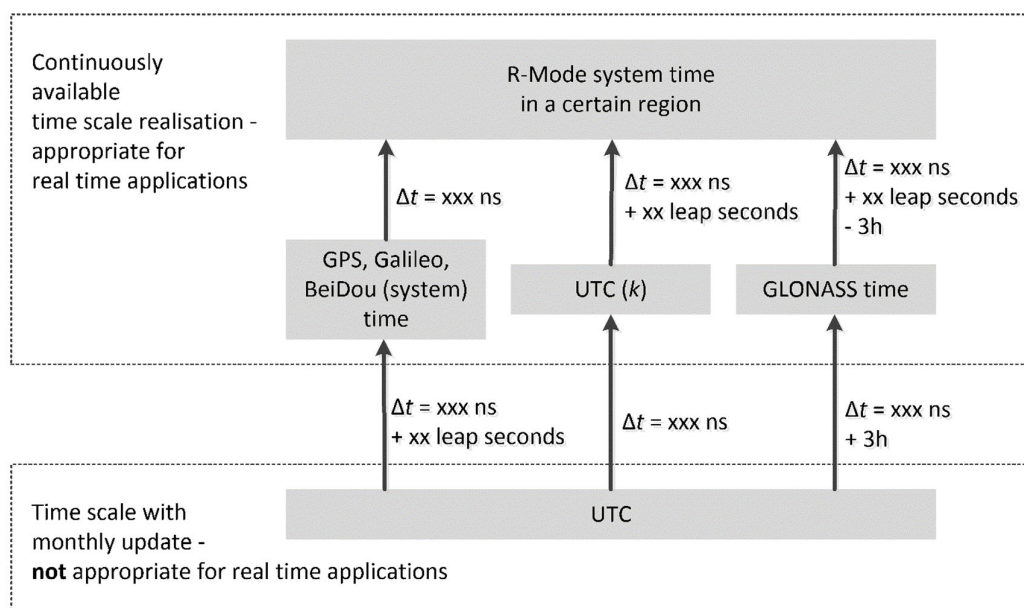 Continuously
available
time scale realisation -
appropriate for
real time applications
R-Mode system time
in a certain region
Δt = xxx ns
Δt = xxx ns
+ xx leap seconds
Δt = xxx ns
+ xx leap seconds
- 3h
GPS, Galileo,
BeiDou (system)
time
UTC (k)
GLONASS time
Δt = xxx ns
+ xx leap seconds
Δt = xxx ns
Δt = xxx ns
+ 3h
Time scale with
monthly update -
not appropriate for real time applications
UTC